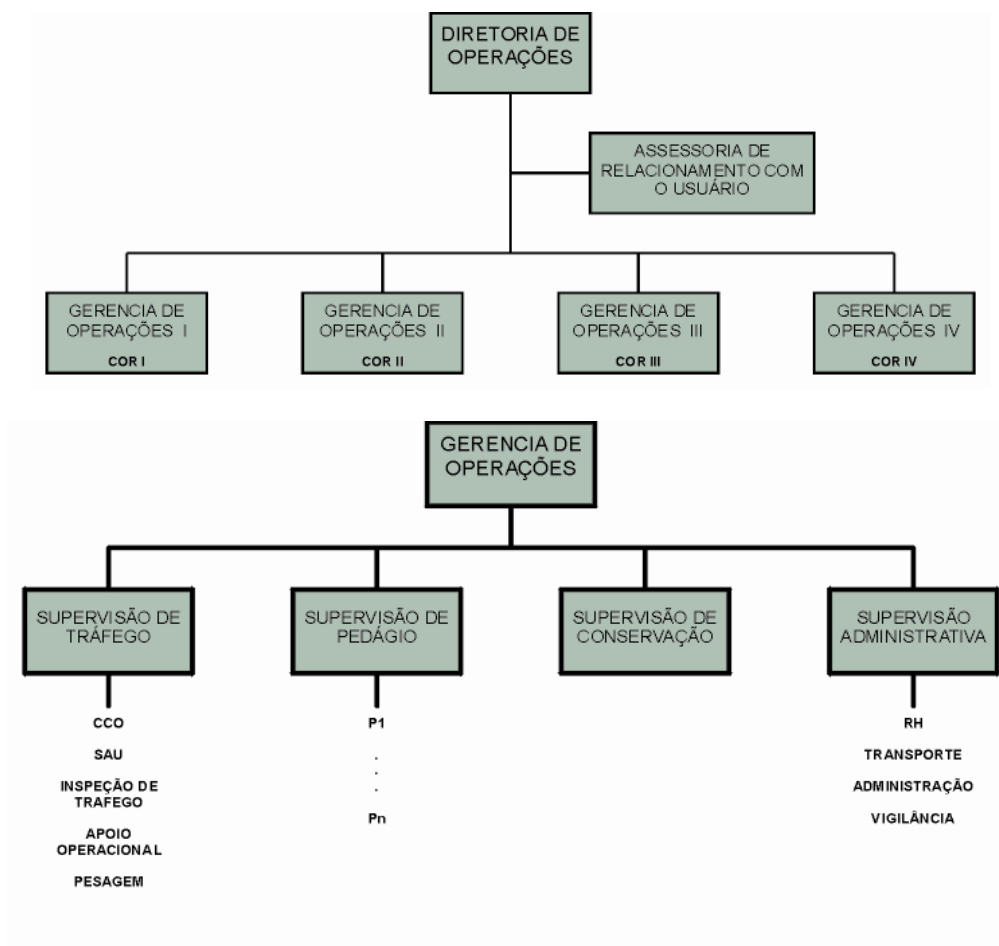 DIRETORIA DE
OPERAÇÕES
ASSESSORIA DE
RELACIONAMENTO COM
O USUÁRIO
GERENCIA DE
OPERAÇÕES I
COR I
GERENCIA DE
OPERAÇÕES II
COR II
GERENCIA DE
OPERAÇÕES III
COR III
GERENCIA DE
OPERAÇÕES IV
COR IV
GERENCIA DE
OPERAÇÕES
SUPERVISÃO DE
TRÁFEGO
CCO
SAU
INSPEÇÃO DE
TRAFEGO
APOIO
OPERACIONAL
PESAGEM
SUPERVISÃO DE
PEDÁGIO
P1
.
.
.
Pn
SUPERVISÃO DE
CONSERVAÇÃO
SUPERVISÃO
ADMINISTRATIVA
RH
TRANSPORTE
ADMINISTRAÇÃO
VIGILÂNCIA